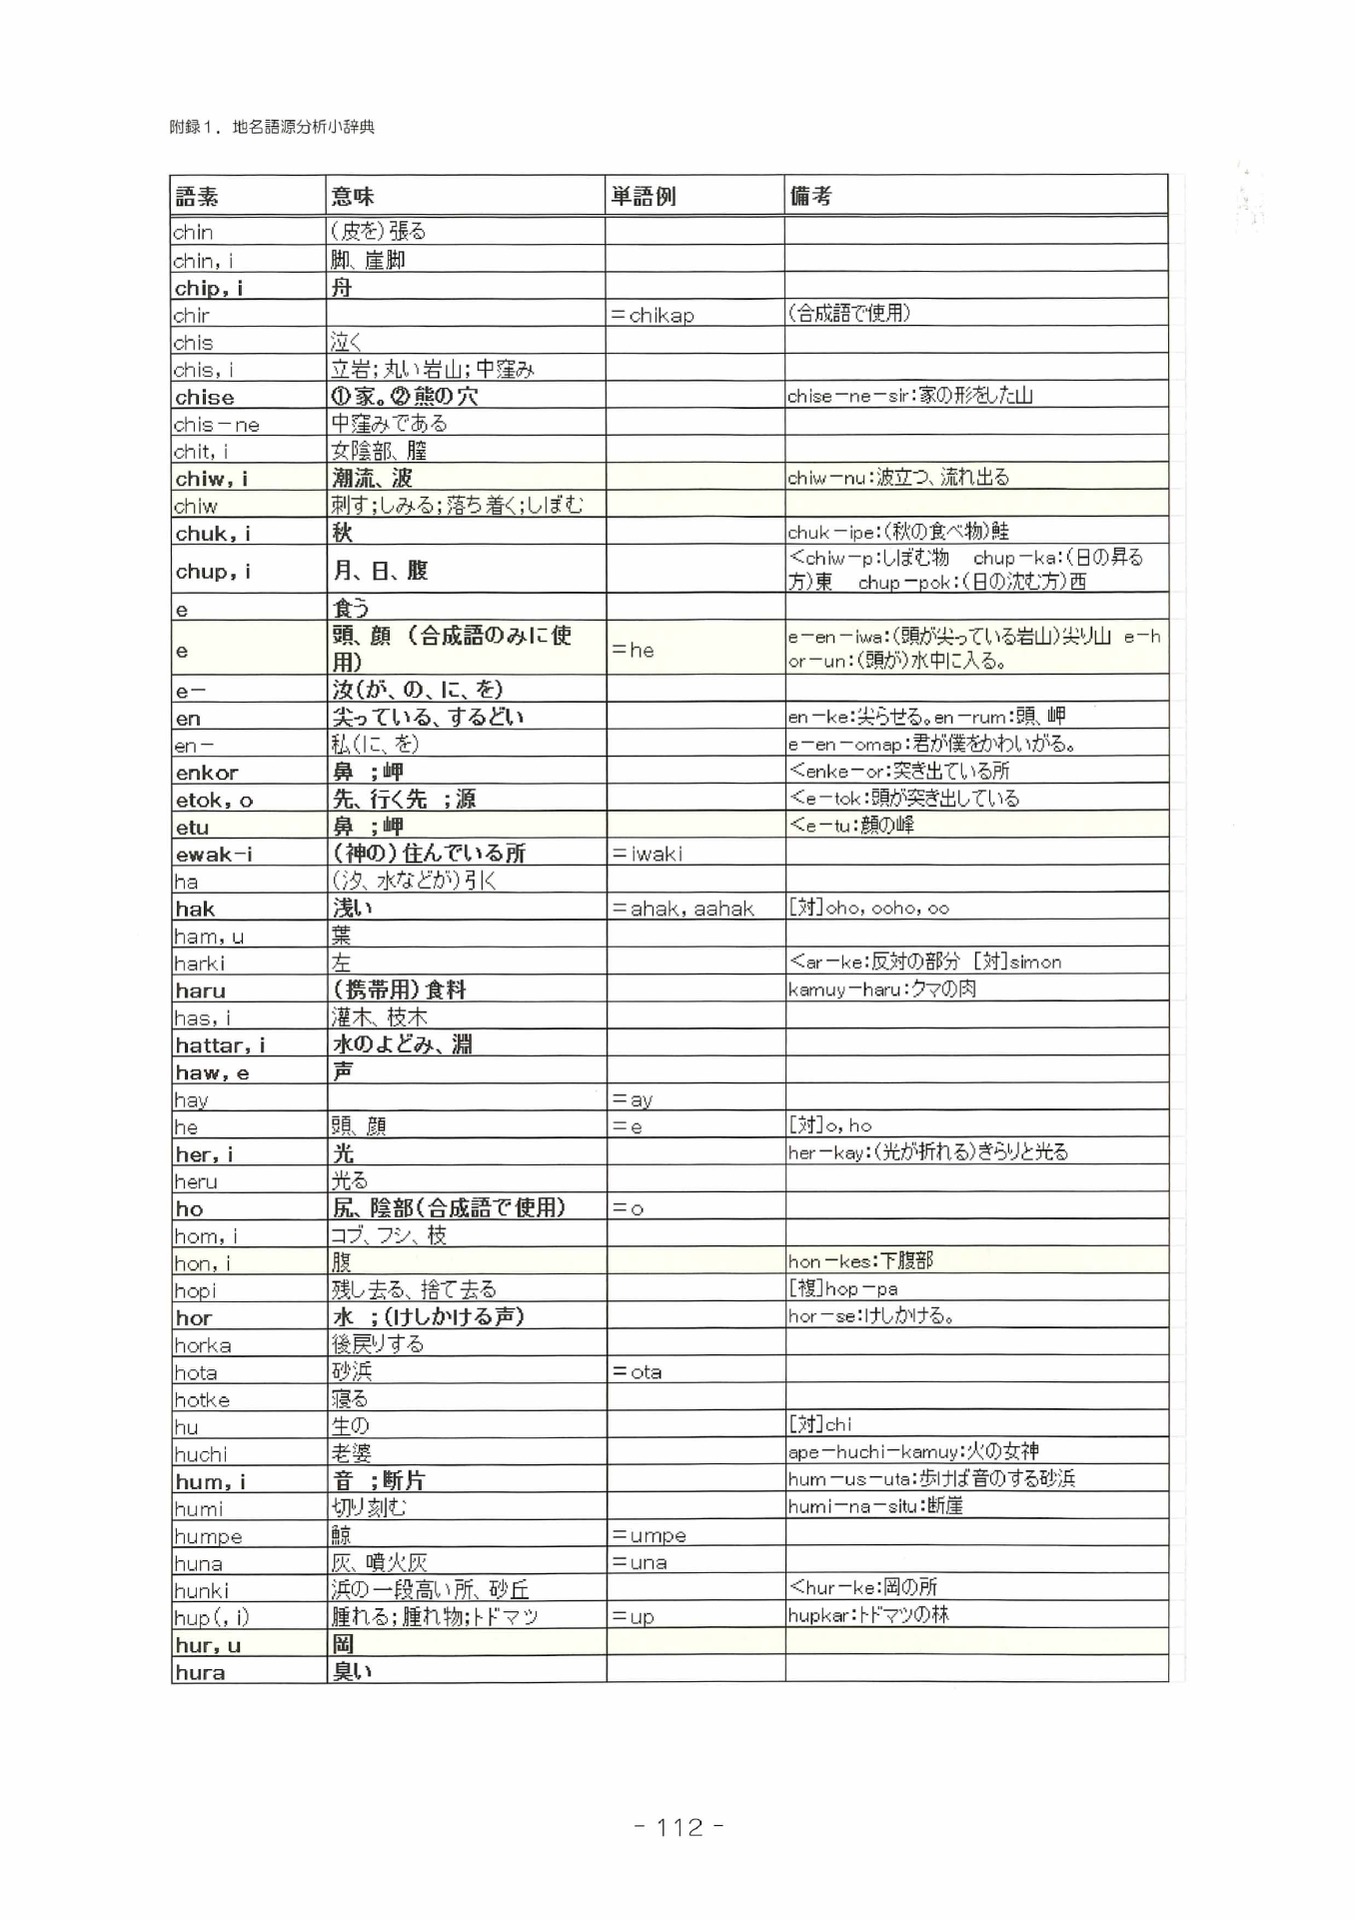 附録１．地名語源分析小辞典
語素 意味 単語例 備考
chin （皮を）張る
chin, i 脚、崖脚
chip, i 舟
chir ＝chikap （合成語で使用）
chis 泣く
chis, i 立岩；丸い岩山；中窪み
chise ①家。②熊の穴 chise－ne－sir：家の形をした山
chis－ne 中窪みである
chit, i 女陰部、膣
chiw, i 潮流、波 chiw－nu：波立つ、流れ出る
chiw 刺す；しみる；落ち着く；しぼむ
chuk, i 秋 chuk－ipe：（秋の食べ物）鮭
chup, i 月、日、腹 ＜chiw－p：しぼむ物　chup－ka：（日の昇る
方）東　chup－pok：（日の沈む方）西
e 食う
e 頭、顔 （合成語のみに使
用） ＝he e－en－iwa：（頭が尖っている岩山）尖り山 e－h
or－un：（頭が）水中に入る。
e－ 汝（が、の、に、を）
en 尖っている、するどい en－ke：尖らせる。en－rum：頭、岬
en－ 私（に、を） e－en－omap：君が僕をかわいがる。
enkor 鼻 ；岬 ＜enke－or：突き出ている所
etok, o 先、行く先 ；源 ＜e－tok：頭が突き出している
etu 鼻 ；岬 ＜e－tu：顔の峰
ewak-i （神の）住んでいる所 ＝iwaki
ha （汐、水などが）引く
hak 浅い ＝ahak, aahak ［対］oho, ooho, oo
ham, u 葉
harki 左 ＜ar－ke：反対の部分 ［対］simon
haru （携帯用）食料 kamuy－haru：クマの肉
has, i 灌木、枝木
hattar, i 水のよどみ、淵
haw, e 声
hay ＝ay
he 頭、顔 ＝e ［対］o, ho
her, i 光 her－kay：（光が折れる）きらりと光る
heru 光る
ho 尻、陰部（合成語で使用） ＝o
hom, i コブ、フシ、枝
hon, i 腹 hon－kes：下腹部
hopi 残し去る、捨て去る ［複］hop－pa
hor 水 ；（けしかける声） hor－se：けしかける。
horka 後戻りする
hota 砂浜 ＝ota
hotke 寝る
hu 生の ［対］chi
huchi 老婆 ape－huchi－kamuy：火の女神
hum, i 音 ；断片 hum－us－uta：歩けば音のする砂浜
humi 切り刻む humi－na－situ：断崖
humpe 鯨 ＝umpe
huna 灰、噴火灰 ＝una
hunki 浜の一段高い所、砂丘 ＜hur－ke：岡の所
hup(, i) 腫れる；腫れ物；トドマツ ＝up hupkar：トドマツの林
hur, u 岡
hura 臭い
- 112 -